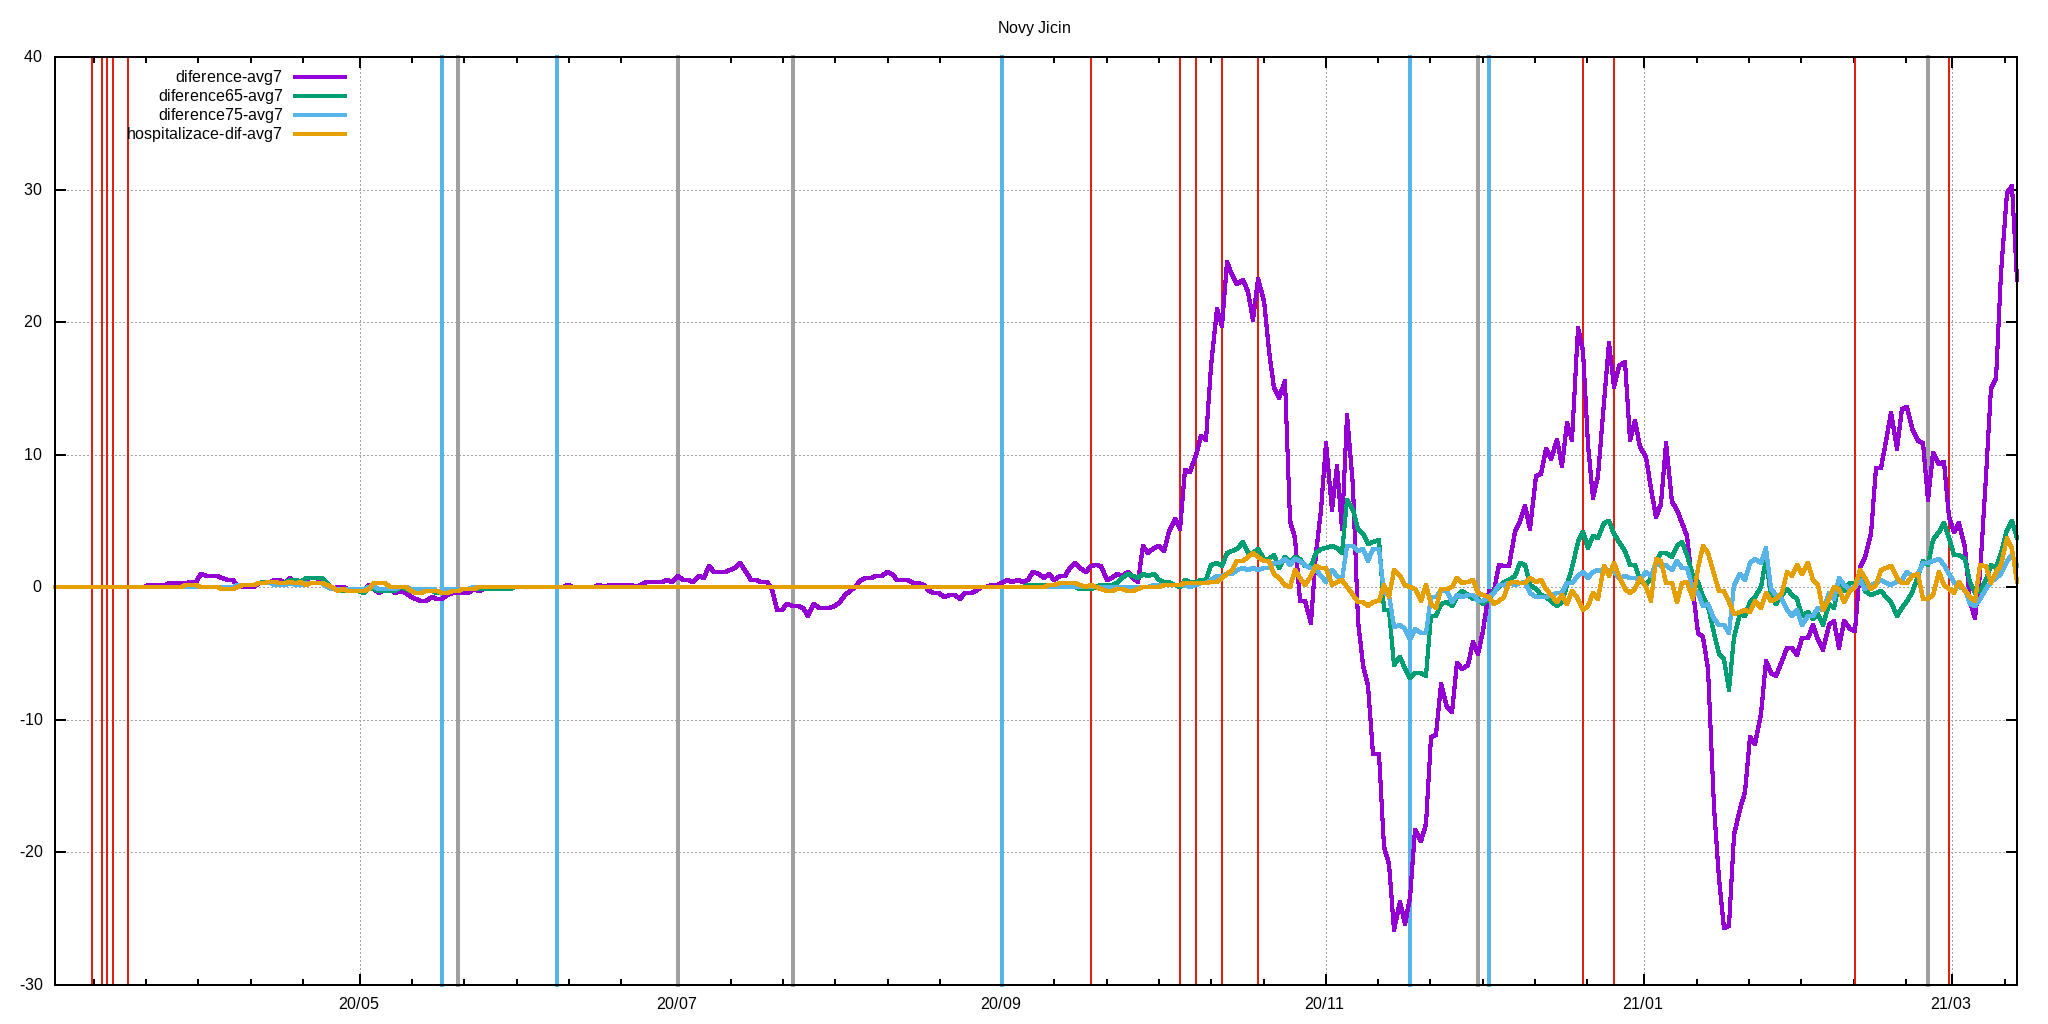 Novy Jicin
40
diference-avg7
diference65-avg7
diference75-avg7
hospitalizace-dif-avg7
30
20
10
0
-10
-20
-30
20/05 20/07 20/09 20/11 21/01 21/03